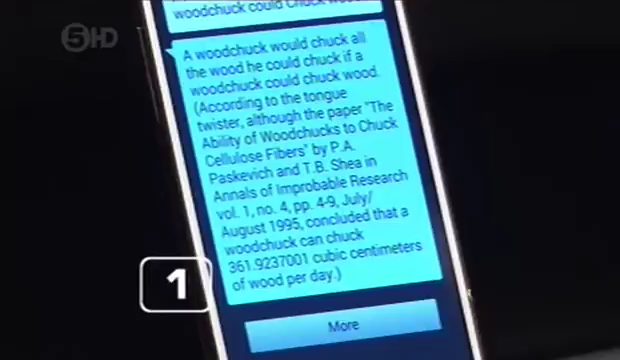 5HD
woodchuck could Chuck wood
A woodchuck would chuck all
the wood he could chuck if a
woodchuck could chuck wood.
(According to the tongue
twister, although the paper "The
Ability of Woodchucks to Chuck
Cellulose Fibers" by P.A.
Paskevich and T.B. Shea in
Annals of Improbable Research
vol. 1, no. 4, pp. 4-9, July/
August 1995, concluded that a
woodchuck can chuck
361.9237001 cubic centimeters
of wood per day.)
1
More